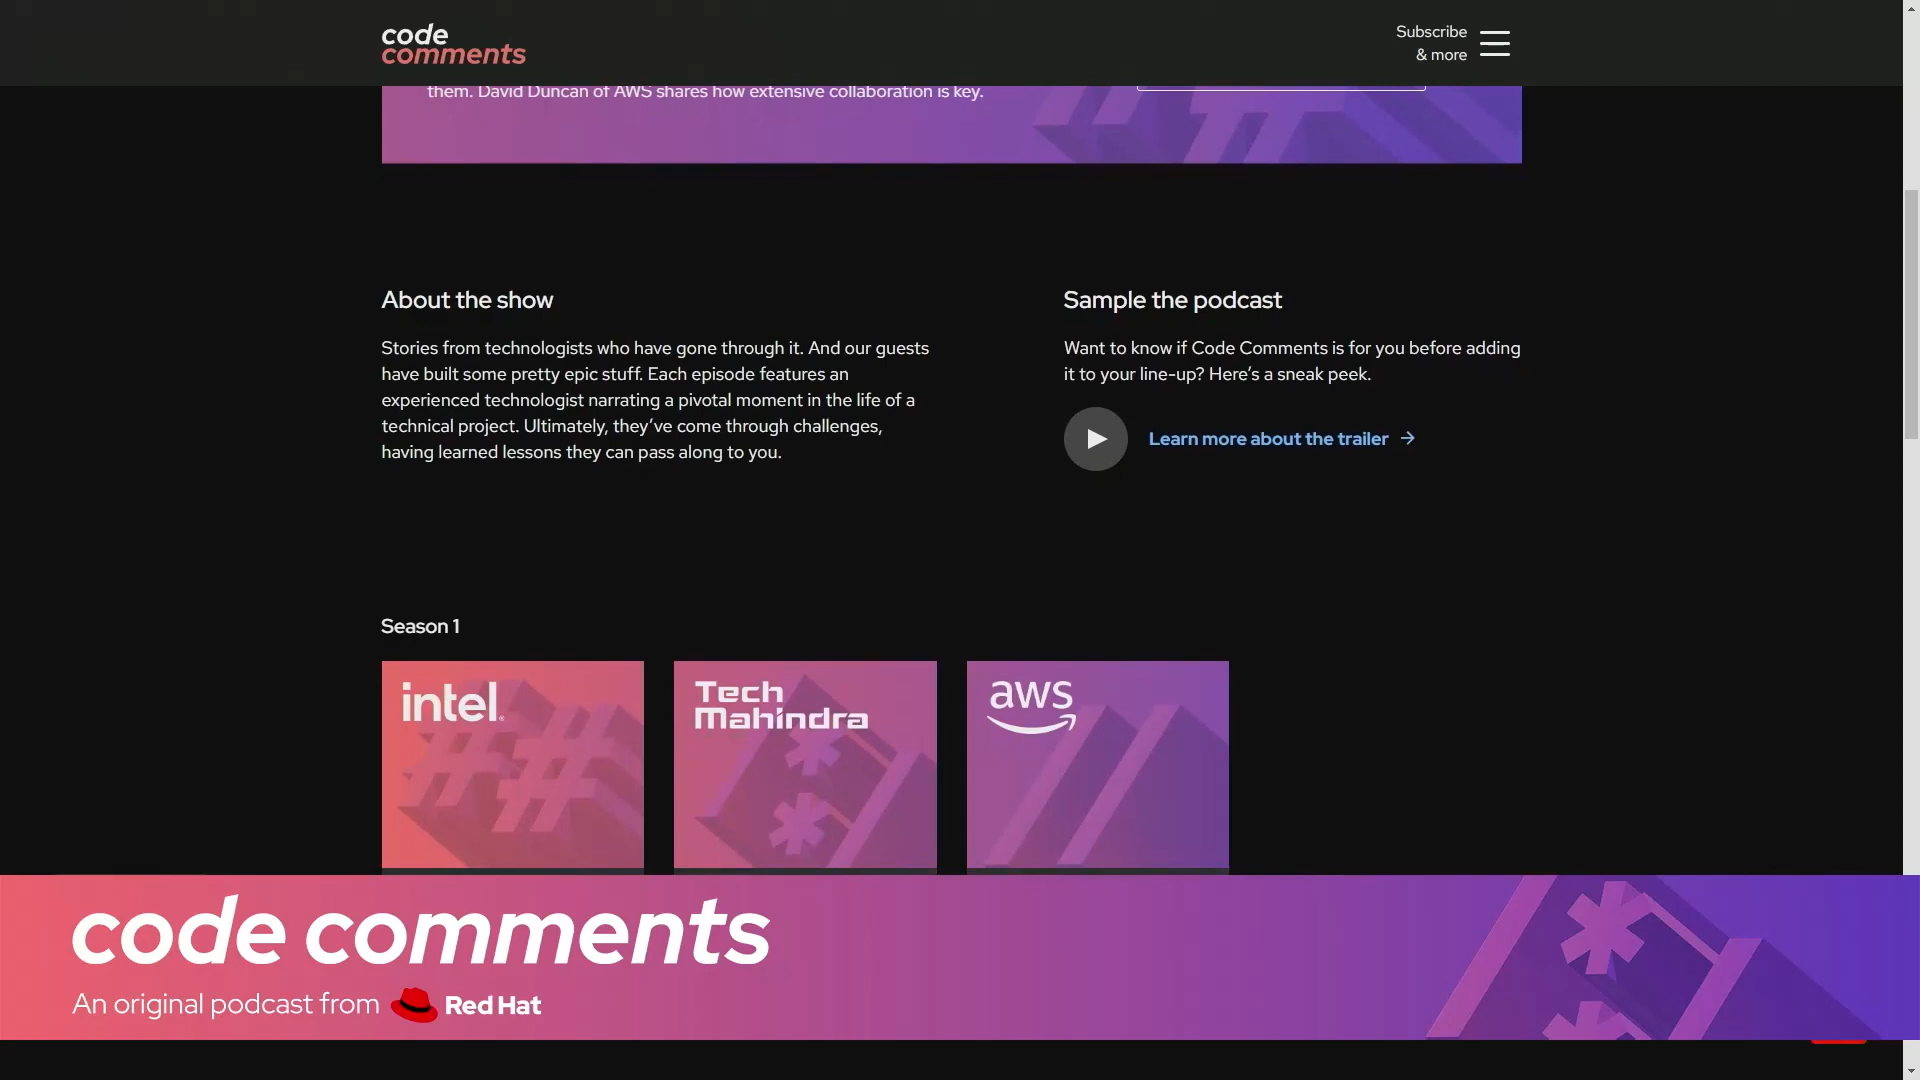 code
comments
Subscribe
& more
them. David Duncan of AWS shares how extensive collaboration is key.
About the show
Stories from technologists who have gone through it. And our guests
have built some pretty epic stuff. Each episode features an
experienced technologist narrating a pivotal moment in the life of a
technical project. Ultimately, they’ve come through challenges,
having learned lessons they can pass along to you.
Sample the podcast
Want to know if Code Comments is for you before adding
it to your line-up? Here’s a sneak peek.
Learn more about the trailer
Season 1
intel
Tech
Mahindra
aws
code comments
An original podcast from Red Hat